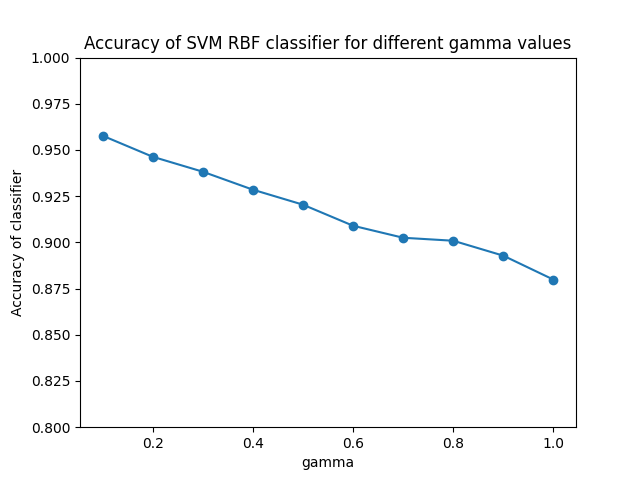 Accuracy of SVM RBF classifier for different gamma values
1.000
0.975
0.950
0.925
0.900
0.875
0.850
0.825
0.800
Accuracy of classifier
0.2 0.4 0.6 0.8 1.0
gamma